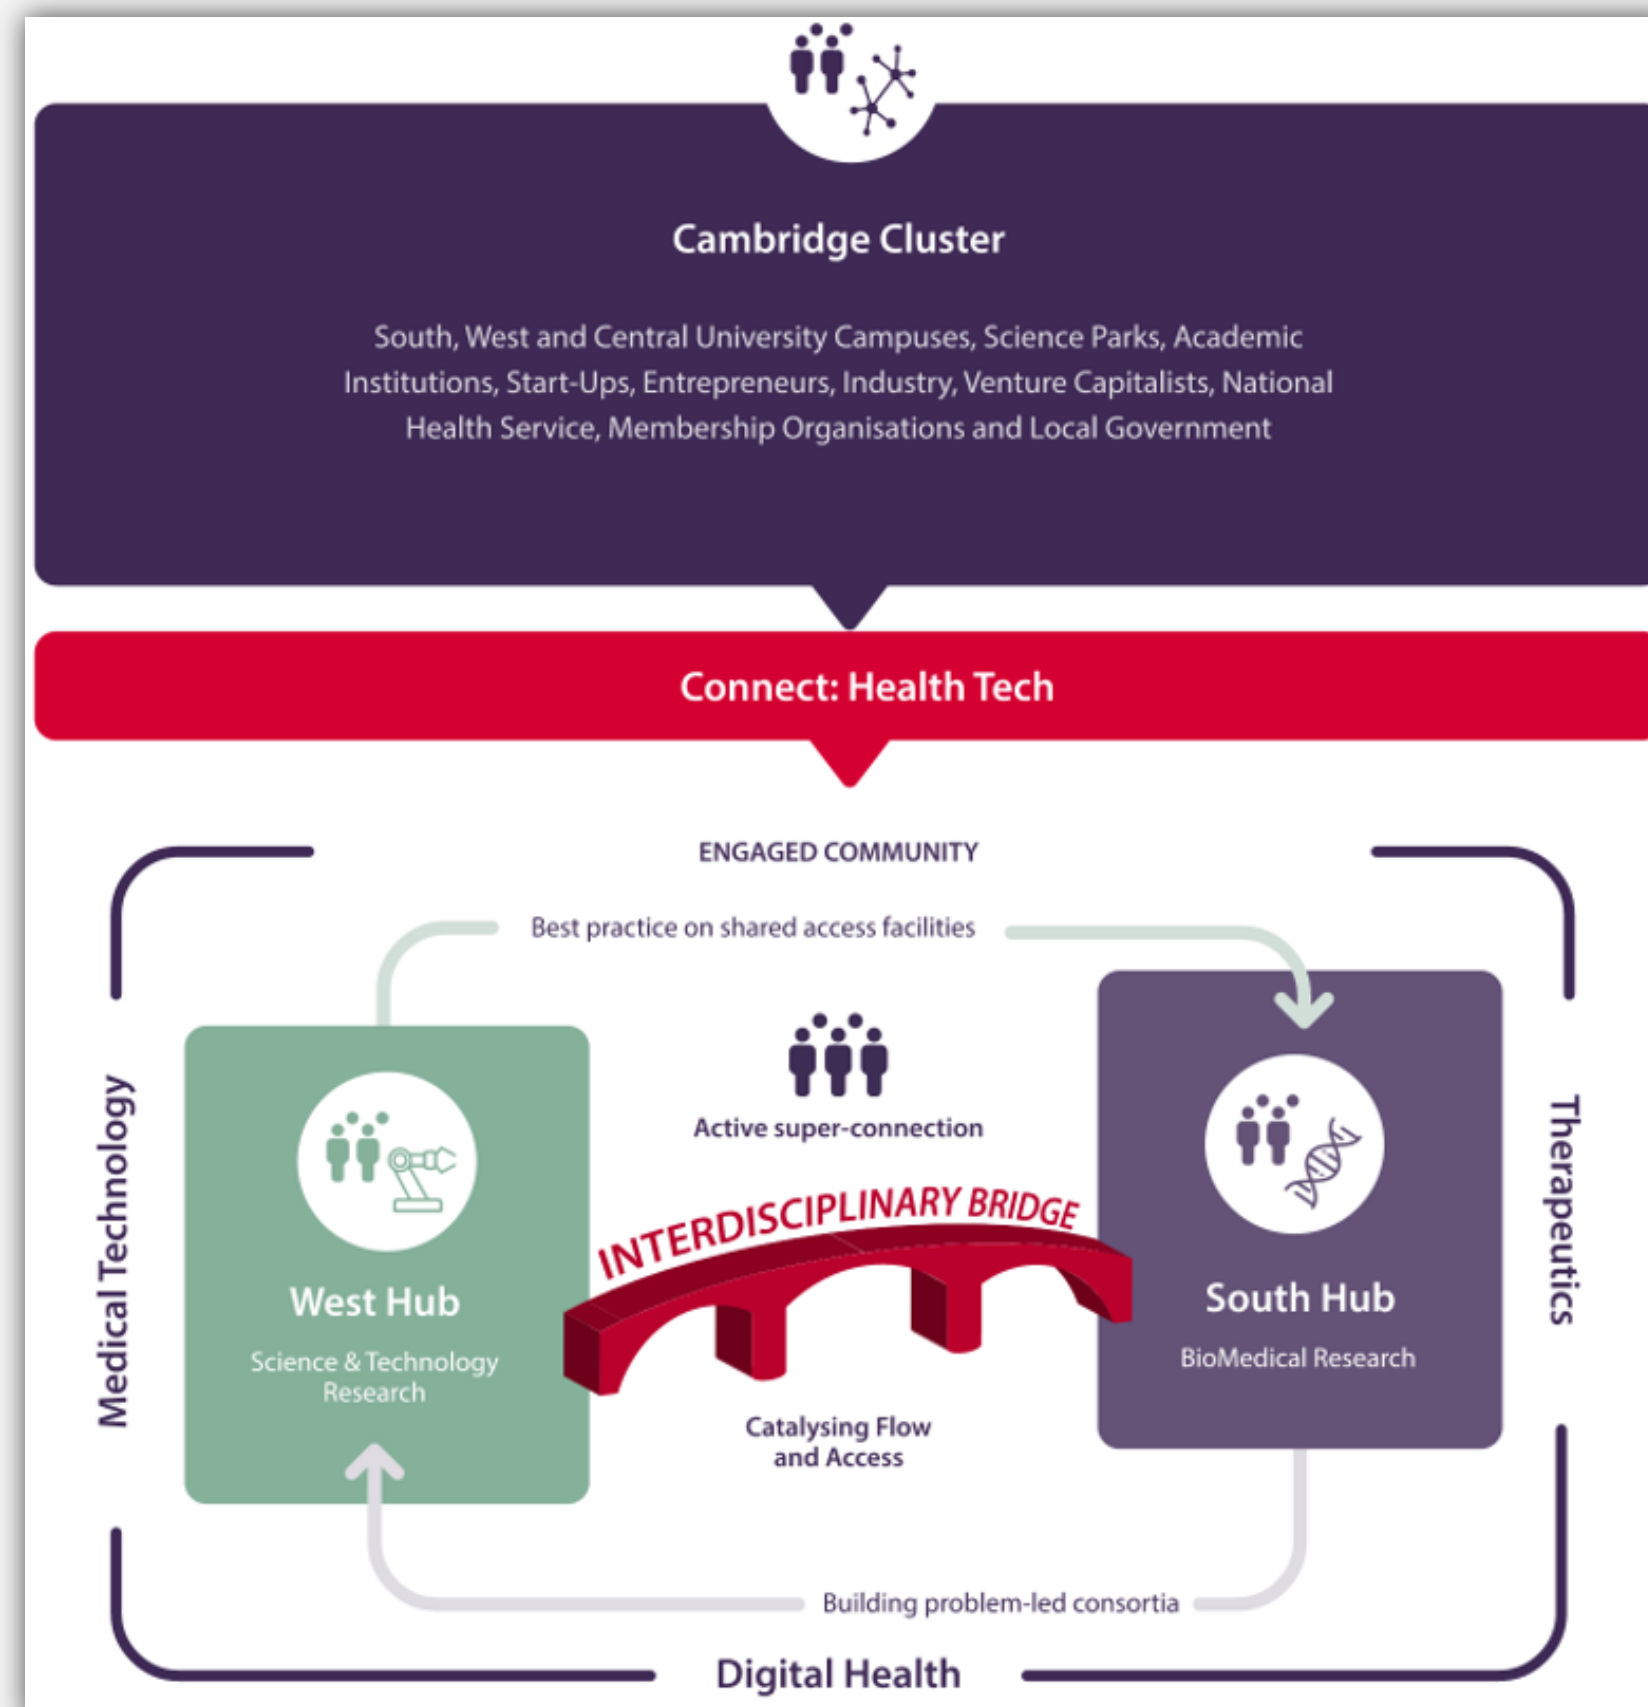 Cambridge Cluster
South, West and Central University Campuses, Science Parks, Academic
Institutions, Start-Ups, Entrepreneurs, Industry, Venture Capitalists, National
Health Service, Membership Organisations and Local Government
Connect: Health Tech
ENGAGED COMMUNITY
Best practice on shared access facilities
Active super-connection
INTERDISCIPLINARY BRIDGE
Medical Technology
West Hub
Science & Technology
Research
South Hub
BioMedical Research
Therapeutics
Catalysing Flow
and Access
Building problem-led consortia
Digital Health